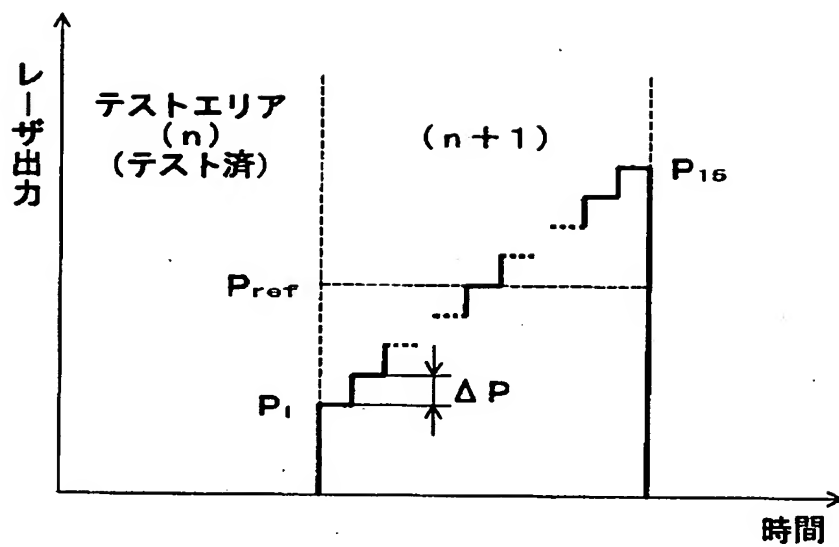 レーザ出力
テストエリア
(n)
(テスト済)
(n+1)
P15
Pref
ΔP
P1
時間